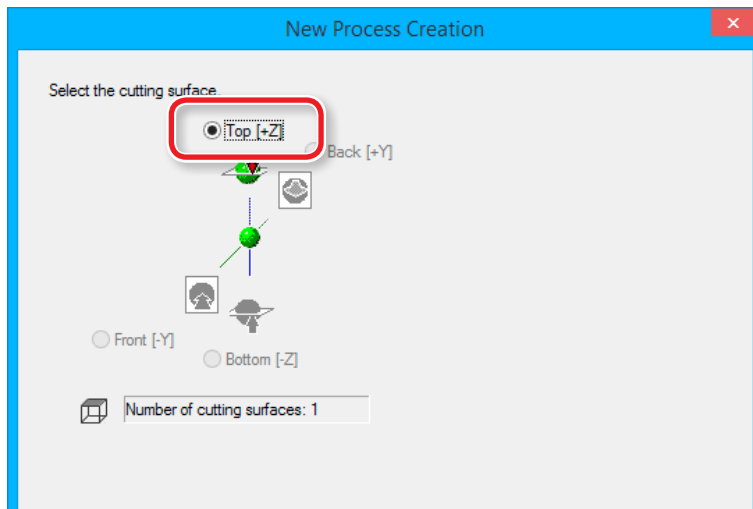 New Process Creation
Select the cutting surface.
Top [+Z]
Back [+Y]
Front [-Y]
Bottom [-Z]
Number of cutting surfaces: 1